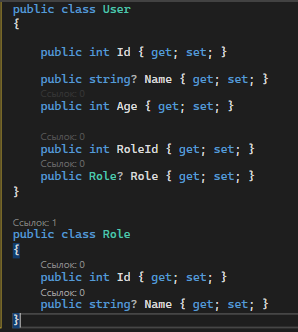 public class User
{
public int Id { get; set; }
public string? Name { get; set; }
Ссылок: 0
public int Age { get; set; }
Ссылок: 0
public int RoleId { get; set; }
Ссылок: 0
public Role? Role { get; set; }
}
Ссылок: 1
public class Role
{
Ссылок: 0
public int Id { get; set; }
Ссылок: 0
public string? Name { get; set; }
}